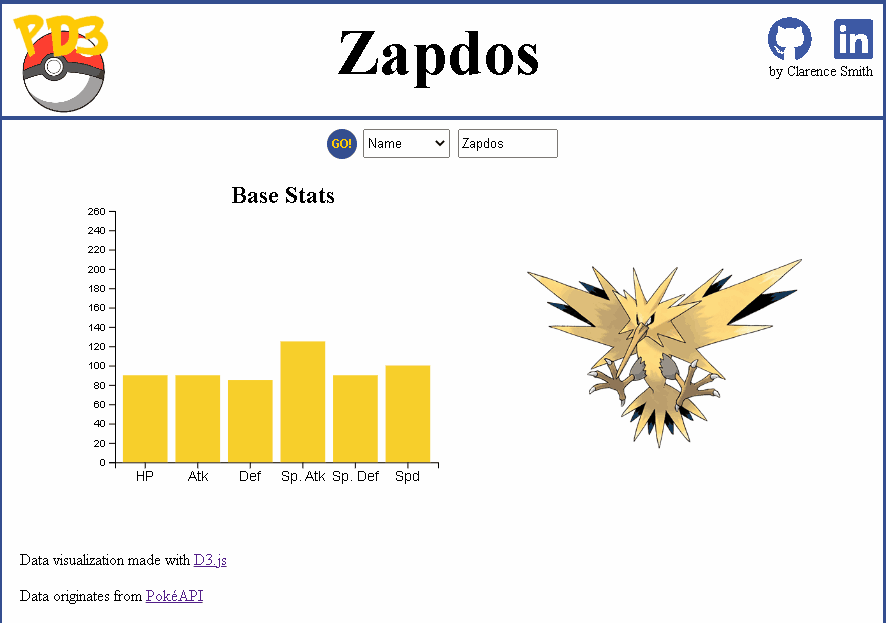 PD3
Zapdos
in
by Clarence Smith
GO! Name Zapdos
Base Stats
260
240
220
200
180
160
140
120
100
80
60
40
20
0
HP Atk Def Sp. Atk Sp. Def Spd
Data visualization made with D3.js
Data originates from PokéAPI